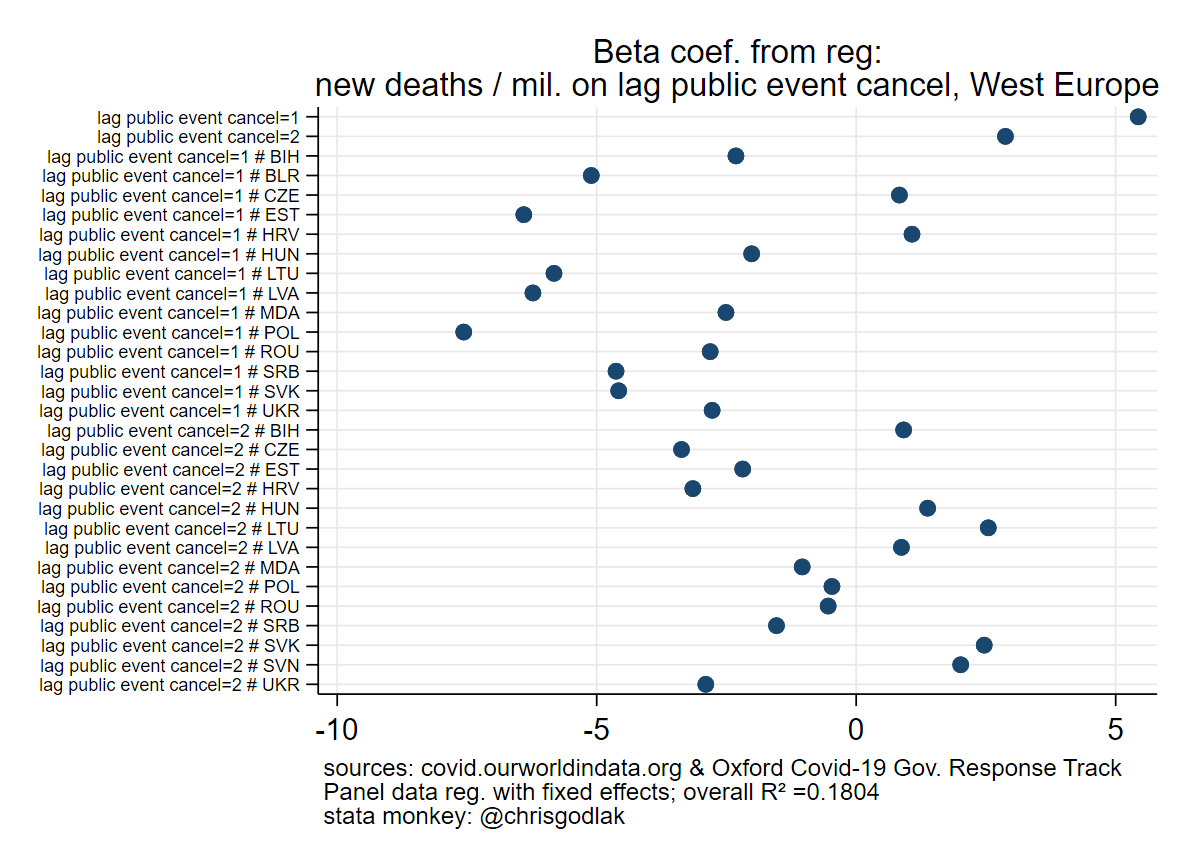 Beta coef. from reg:
new deaths / mil. on lag public event cancel, West Europe
lag public event cancel=1
lag public event cancel=2
lag public event cancel=1 # BIH
lag public event cancel=1 # BLR
lag public event cancel=1 # CZE
lag public event cancel=1 # EST
lag public event cancel=1 # HRV
lag public event cancel=1 # HUN
lag public event cancel=1 # LTU
lag public event cancel=1 # LVA
lag public event cancel=1 # MDA
lag public event cancel=1 # POL
lag public event cancel=1 # ROU
lag public event cancel=1 # SRB
lag public event cancel=1 # SVK
lag public event cancel=1 # UKR
lag public event cancel=2 # BIH
lag public event cancel=2 # CZE
lag public event cancel=2 # EST
lag public event cancel=2 # HRV
lag public event cancel=2 # HUN
lag public event cancel=2 # LTU
lag public event cancel=2 # LVA
lag public event cancel=2 # MDA
lag public event cancel=2 # POL
lag public event cancel=2 # ROU
lag public event cancel=2 # SRB
lag public event cancel=2 # SVK
lag public event cancel=2 # SVN
lag public event cancel=2 # UKR
-10 -5 0 5
sources: covid.ourworldindata.org & Oxford Covid-19 Gov. Response Track
Panel data reg. with fixed effects; overall R² =0.1804
stata monkey: @chrisgodlak